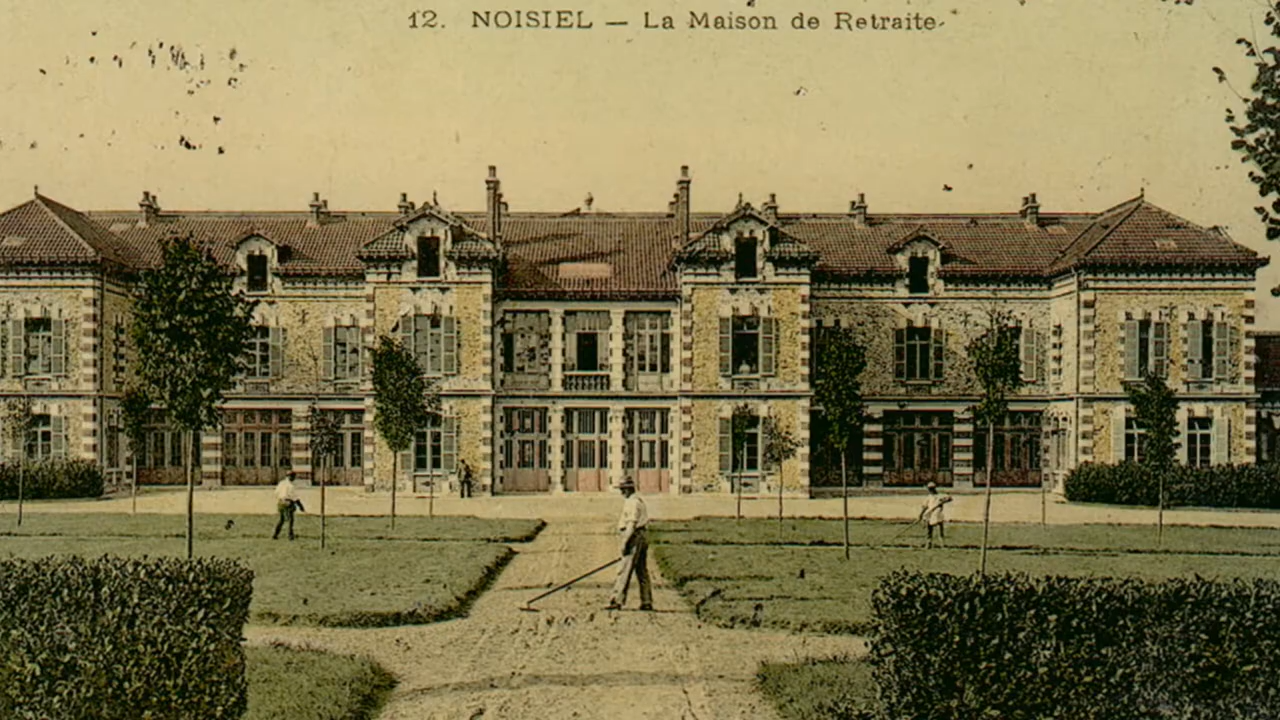 12. NOISIEL — La Maison de Retraite